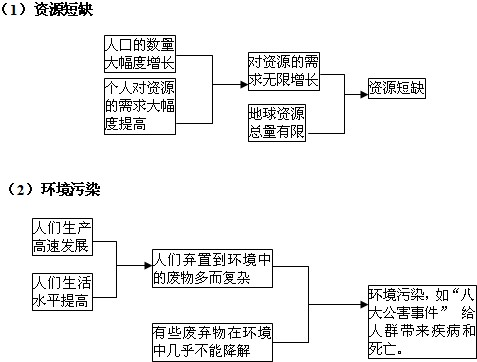 （1）资源短缺
人口的数量
大幅度增长
个人对资源
的需求大幅
度提高
对资源的需
求无限增长
地球资源
总量有限
资源短缺
（2）环境污染
人们生产
高速发展
人们生活
水平提高
人们弃置到环境中
的废物多而复杂
有些废弃物在环境
中几乎不能降解
环境污染，如“八
大公害事件” 给
人群带来疾病和
死亡。